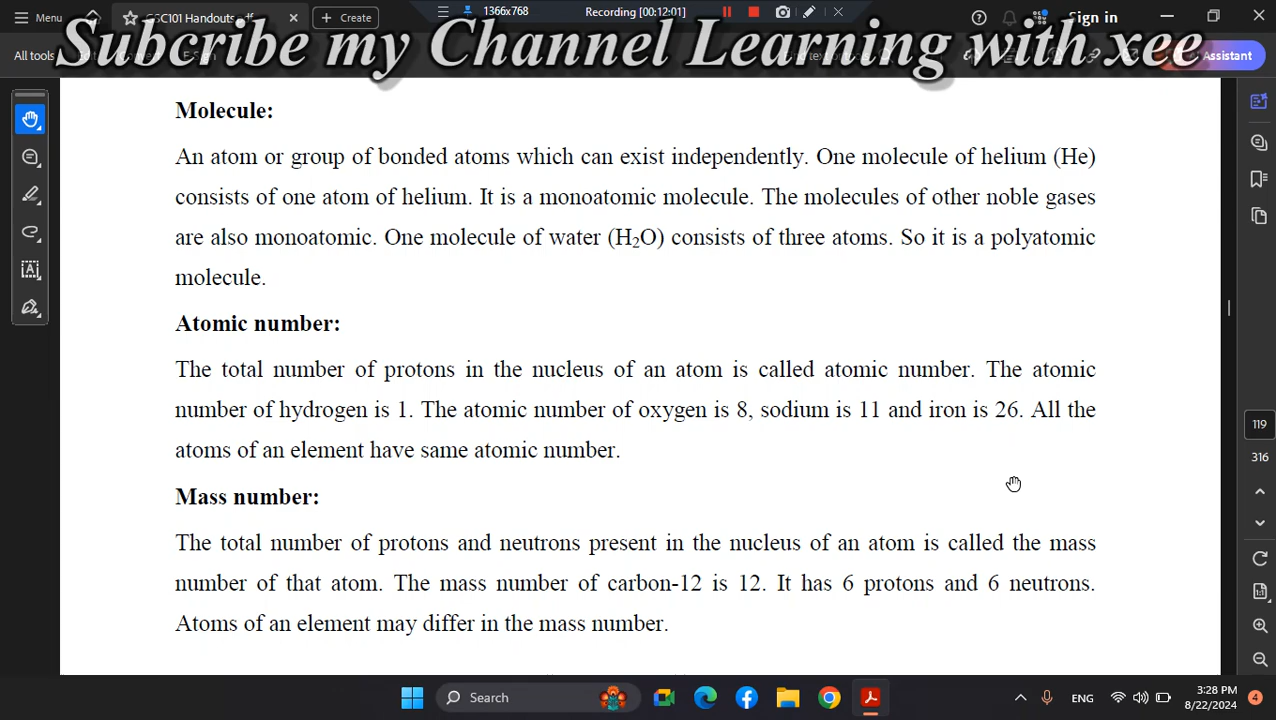 Menu
GSC101 Handouts.pdf
Create
1366x768
Recording [00:12:01]
Sign in
All tools
Assistant
Subcribe my Channel Learning with xee
Molecule:
An atom or group of bonded atoms which can exist independently. One molecule of helium (He)
consists of one atom of helium. It is a monoatomic molecule. The molecules of other noble gases
are also monoatomic. One molecule of water (H₂O) consists of three atoms. So it is a polyatomic
molecule.
Atomic number:
The total number of protons in the nucleus of an atom is called atomic number. The atomic
number of hydrogen is 1. The atomic number of oxygen is 8, sodium is 11 and iron is 26. All the
atoms of an element have same atomic number.
Mass number:
The total number of protons and neutrons present in the nucleus of an atom is called the mass
number of that atom. The mass number of carbon-12 is 12. It has 6 protons and 6 neutrons.
Atoms of an element may differ in the mass number.
119
316
Search
ENG
3:28 PM
8/22/2024
4